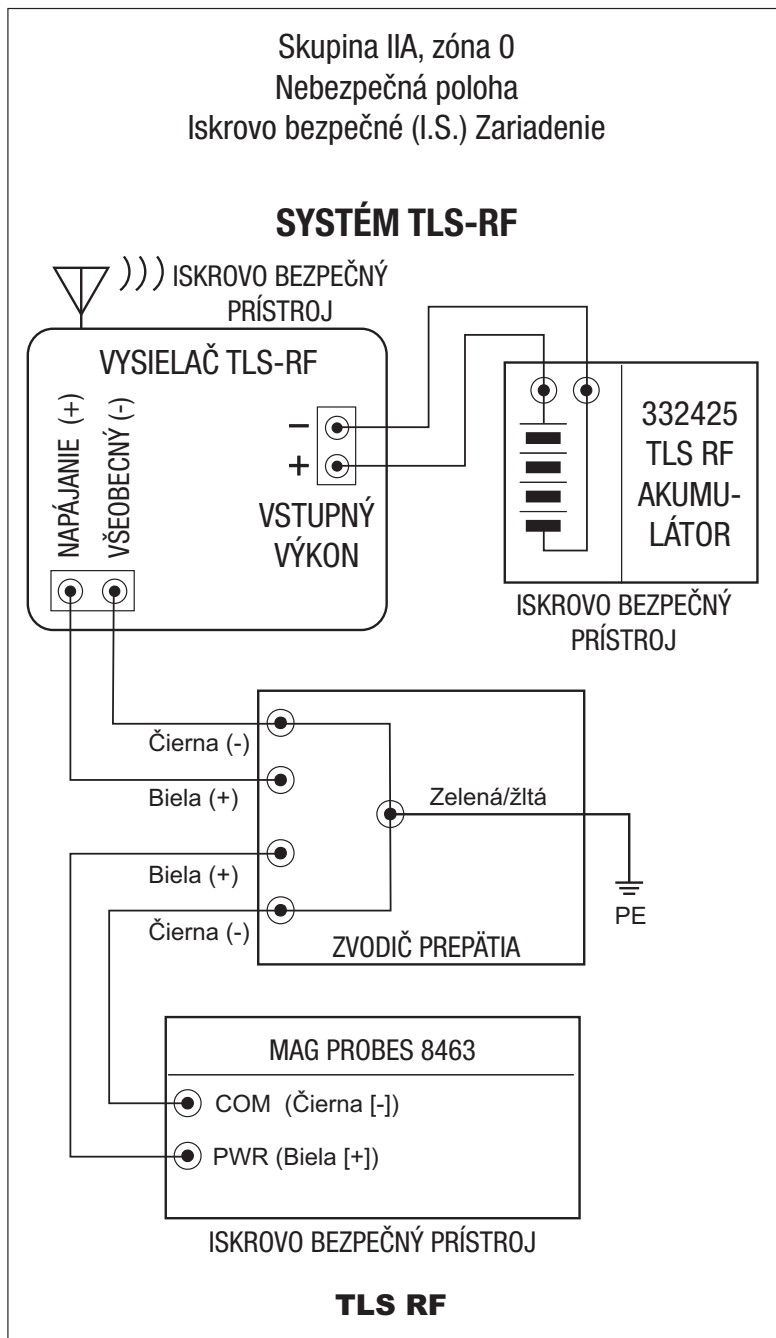 Skupina IIA, zóna 0
Nebezpečná poloha
Iskrovo bezpečné (I.S.) Zariadenie
SYSTÉM TLS-RF
ISKROVO BEZPEČNÝ
PRÍSTROJ
VYSIELAČ TLS-RF
NAPÁJANIE (+)
VŠEOBECNÝ (-)
−
+
VSTUPNÝ
VÝKON
332425
TLS RF
AKUMU-
LÁTOR
ISKROVO BEZPEČNÝ
PRÍSTROJ
Čierna (-)
Biela (+)
Biela (+)
Čierna (-)
Zelená/žltá
PE
ZVODIČ PREPÄTIA
MAG PROBES 8463
COM (Čierna [-])
PWR (Biela [+])
ISKROVO BEZPEČNÝ PRÍSTROJ
TLS RF